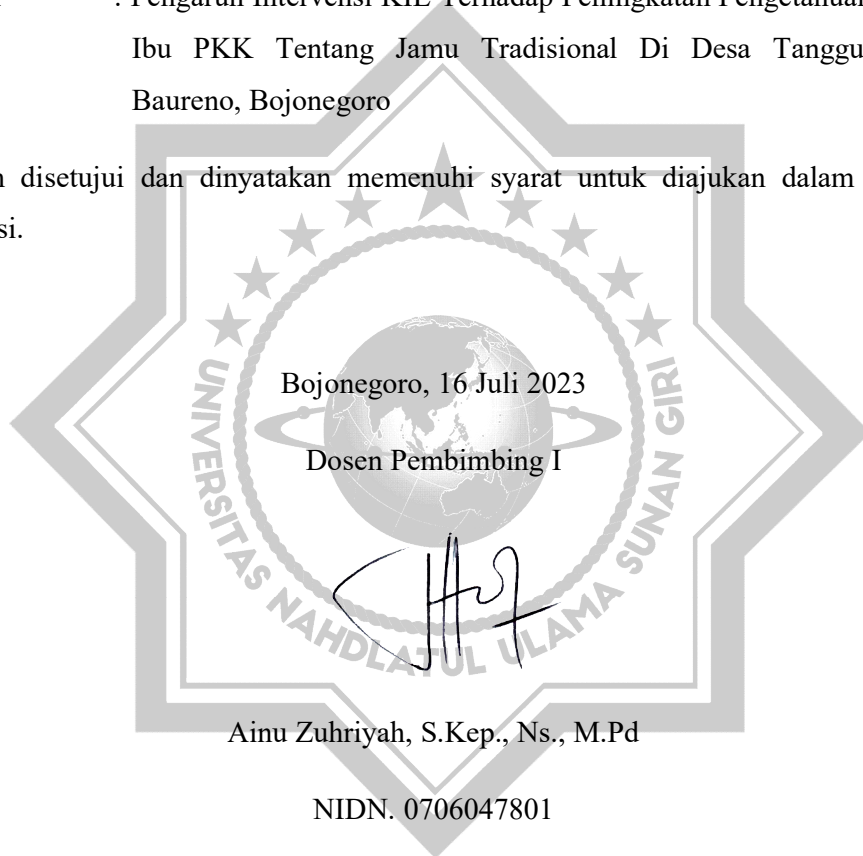 : Pengaruh Intervensi KIE Terhadap Peningkatan Pengetahuan
Ibu PKK Tentang Jamu Tradisional Di Desa
Baureno, Bojonegoro
disetujui dan dinyatakan memenuhi syarat untuk diajukan dalam
Bojonegoro, 16 Juli 2023
Dosen Pembimbing I
UNIVERSITAS NAHDLATUL ULAMA SUNAN GIRI
Ainu Zuhriyah, S.Kep., Ns., M.Pd
NIDN. 0706047801